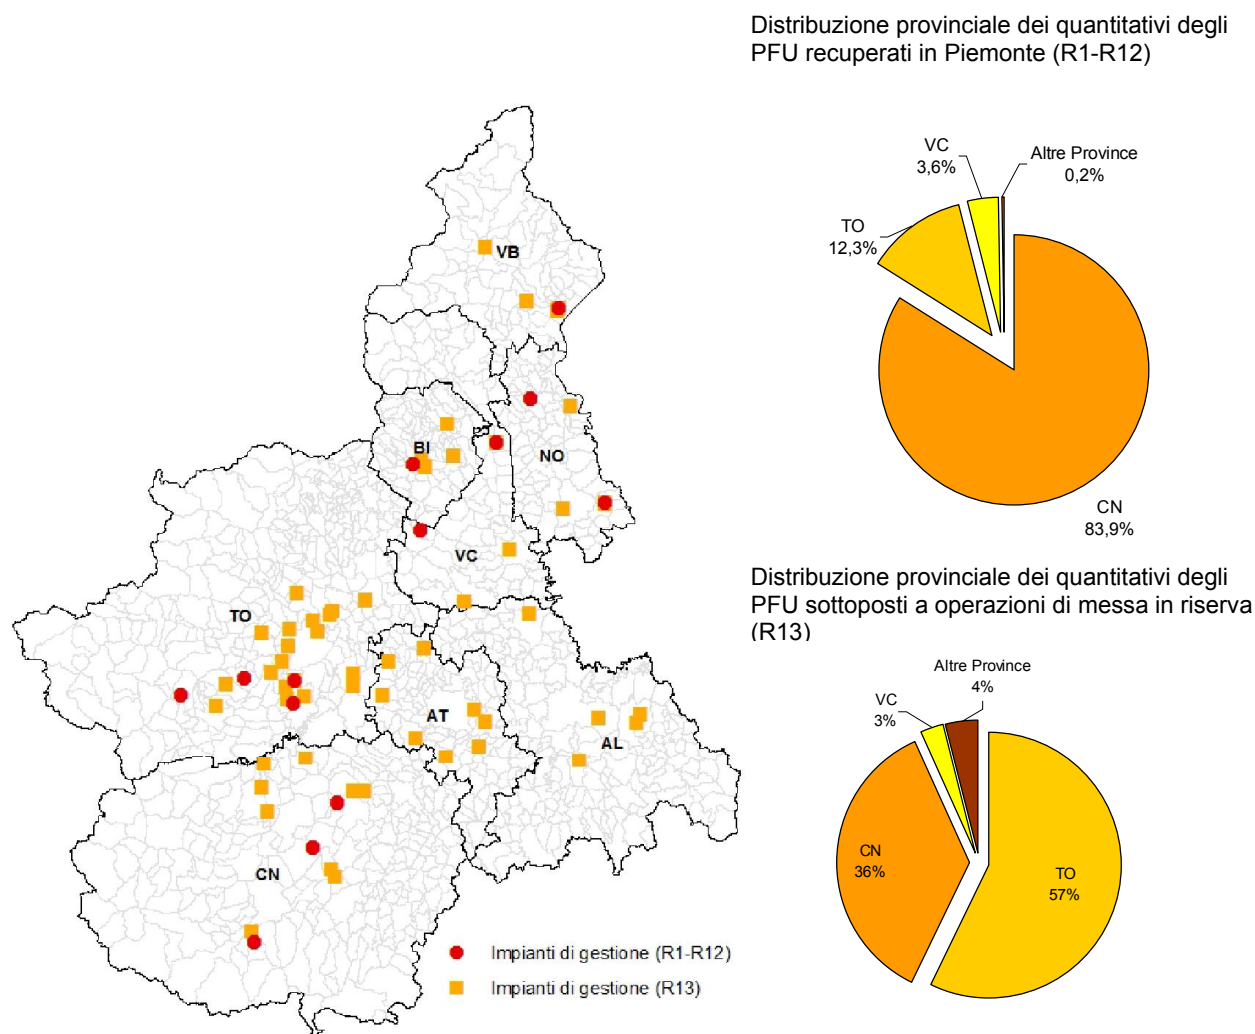 Distribuzione provinciale dei quantitativi degli
PFU recuperati in Piemonte (R1-R12)
VC
3,6%
Altre Province
0,2%
TO
12,3%
CN
83,9%
VB
BI
NO
VC
TO
AT
AL
CN
Impianti di gestione (R1-R12)
Impianti di gestione (R13)
Distribuzione provinciale dei quantitativi degli
PFU sottoposti a operazioni di messa in riserva
(R13)
Altre Province
4%
VC
3%
CN
36%
TO
57%